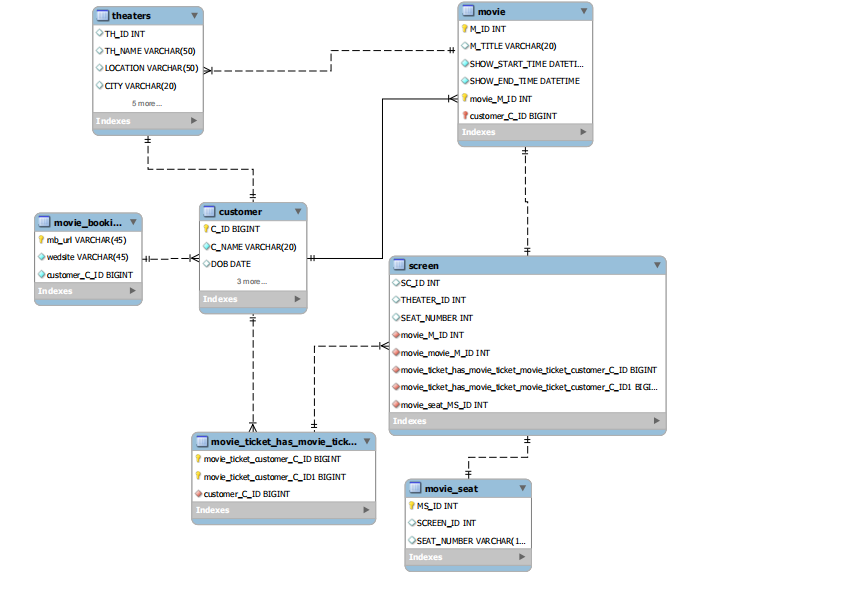 theaters
TH_ID INT
TH_NAME VARCHAR(50)
LOCATION VARCHAR(50)
CITY VARCHAR(20)
5 more...
Indexes
movie
M_ID INT
M_TITLE VARCHAR(20)
SHOW_START_TIME DATETI...
SHOW_END_TIME DATETIME
movie_M_ID INT
customer_C_ID BIGINT
Indexes
movie_booki...
mb_url VARCHAR(45)
wedsite VARCHAR(45)
customer_C_ID BIGINT
Indexes
customer
C_ID BIGINT
C_NAME VARCHAR(20)
DOB DATE
3 more...
Indexes
screen
SC_ID INT
THEATER_ID INT
SEAT_NUMBER INT
movie_M_ID INT
movie_movie_M_ID INT
movie_ticket_has_movie_ticket_movie_ticket_customer_C_ID BIGINT
movie_ticket_has_movie_ticket_movie_ticket_customer_C_ID1 BIGI...
movie_seat_MS_ID INT
Indexes
movie_ticket_has_movie_tick...
movie_ticket_customer_C_ID BIGINT
movie_ticket_customer_C_ID1 BIGINT
customer_C_ID BIGINT
Indexes
movie_seat
MS_ID INT
SCREEN_ID INT
SEAT_NUMBER VARCHAR(1...
Indexes